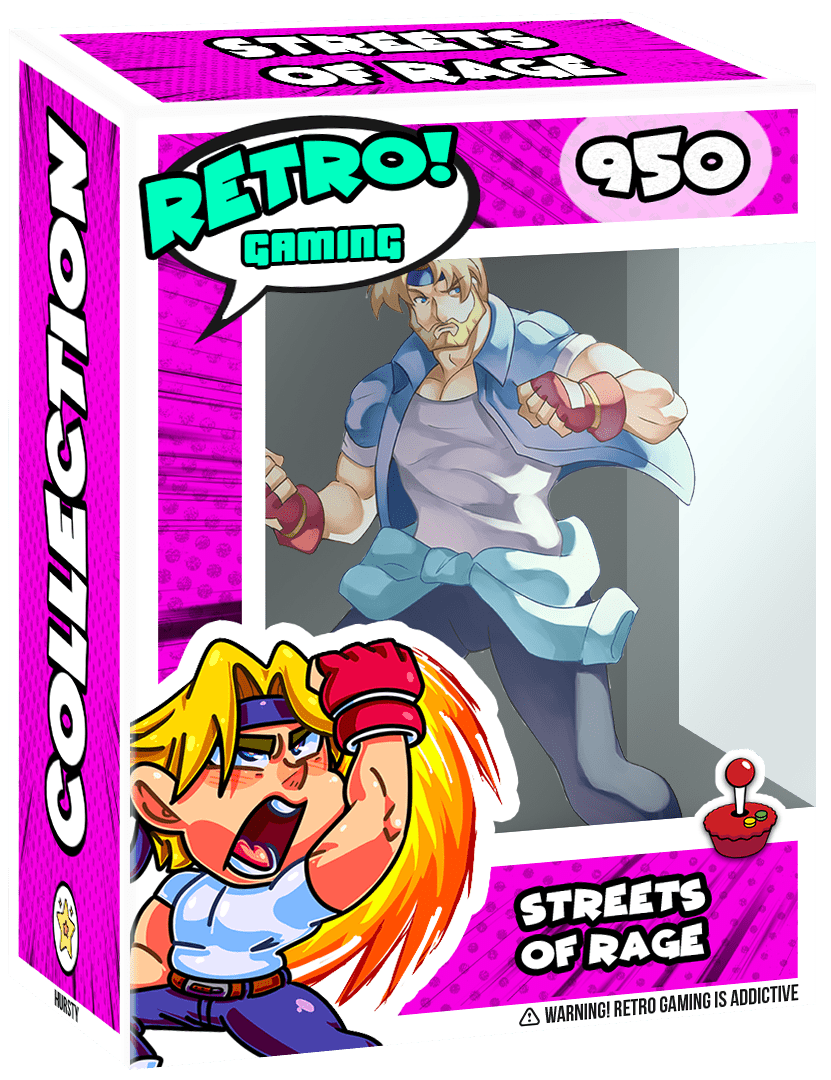 STREETS
OF RAGE
RETRO!
GAMING
950
COLLECTION
STREETS
OF RAGE
WARNING! RETRO GAMING IS ADDICTIVE
HURSTY